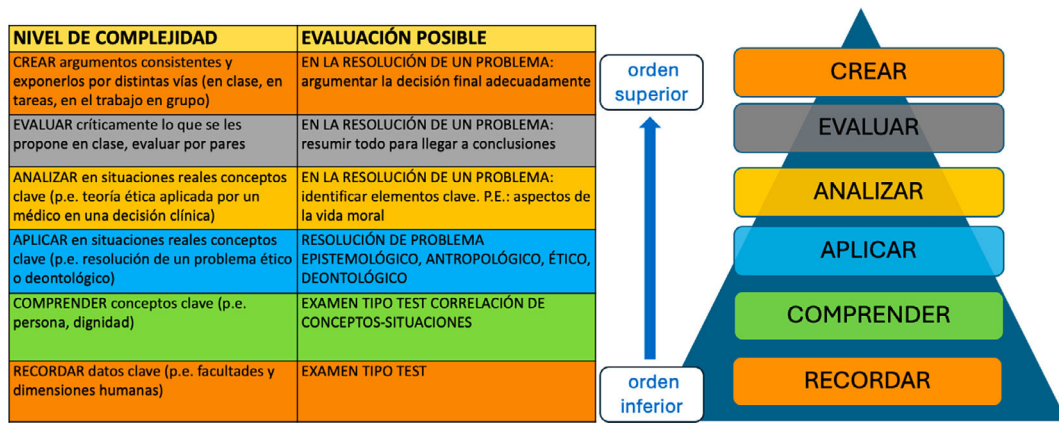 NIVEL DE COMPLEJIDAD
EVALUACIÓN POSIBLE
CREAR argumentos consistentes y
exponerlos por distintas vías (en clase, en
tareas, en el trabajo en grupo)
EN LA RESOLUCIÓN DE UN PROBLEMA:
argumentar la decisión final adecuadamente
EVALUAR críticamente lo que se les
propone en clase, evaluar por pares
EN LA RESOLUCIÓN DE UN PROBLEMA:
resumir todo para llegar a conclusiones
ANALIZAR en situaciones reales conceptos
clave (p.e. teoría ética aplicada por un
médico en una decisión clínica)
EN LA RESOLUCIÓN DE UN PROBLEMA:
identificar elementos clave. P.E.: aspectos de
la vida moral
APLICAR en situaciones reales conceptos
clave (p.e. resolución de un problema ético
o deontológico)
RESOLUCIÓN DE PROBLEMA
EPISTEMOLÓGICO, ANTROPOLÓGICO, ÉTICO,
DEONTOLÓGICO
COMPRENDER conceptos clave (p.e.
persona, dignidad)
EXAMEN TIPO TEST CORRELACIÓN DE
CONCEPTOS-SITUACIONES
RECORDAR datos clave (p.e. facultades y
dimensiones humanas)
EXAMEN TIPO TEST
orden
superior
orden
inferior
CREAR
EVALUAR
ANALIZAR
APLICAR
COMPRENDER
RECORDAR